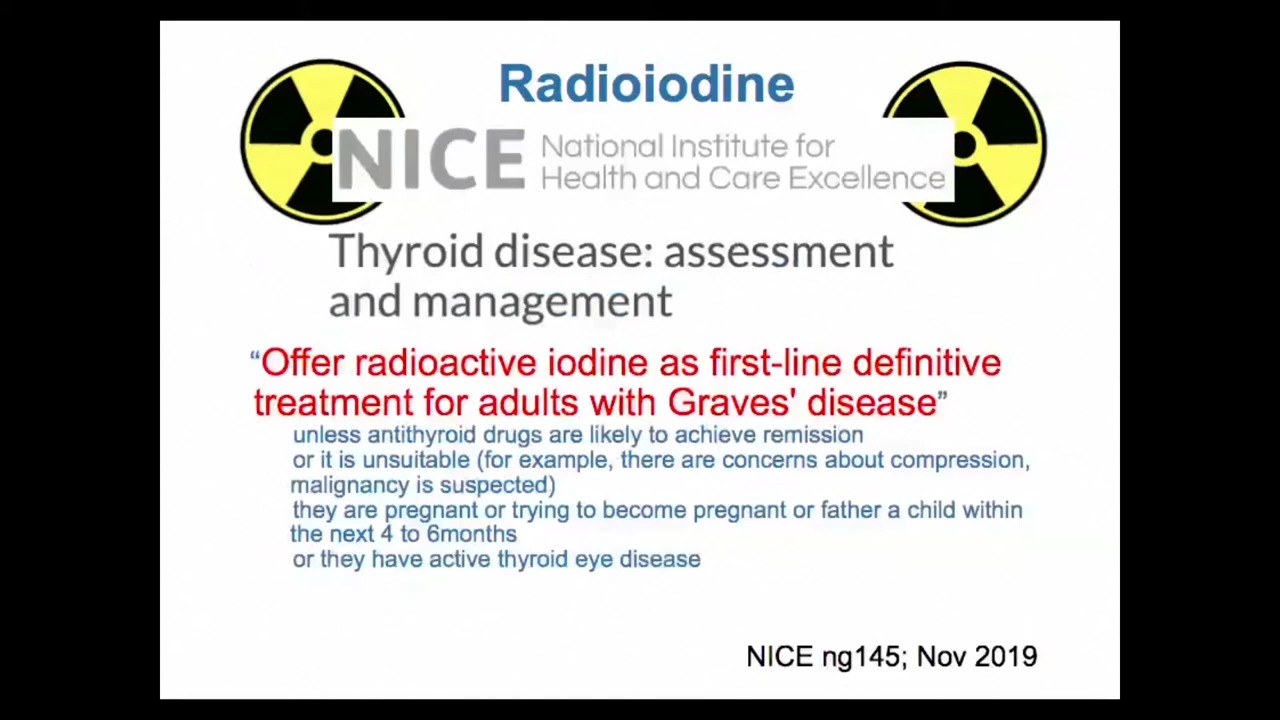 Radioiodine
NICE National Institute for
Health and Care Excellence
Thyroid disease: assessment
and management
“Offer radioactive iodine as first-line definitive
treatment for adults with Graves' disease”
unless antithyroid drugs are likely to achieve remission
or it is unsuitable (for example, there are concerns about compression,
malignancy is suspected)
they are pregnant or trying to become pregnant or father a child within
the next 4 to 6months
or they have active thyroid eye disease
NICE ng145; Nov 2019